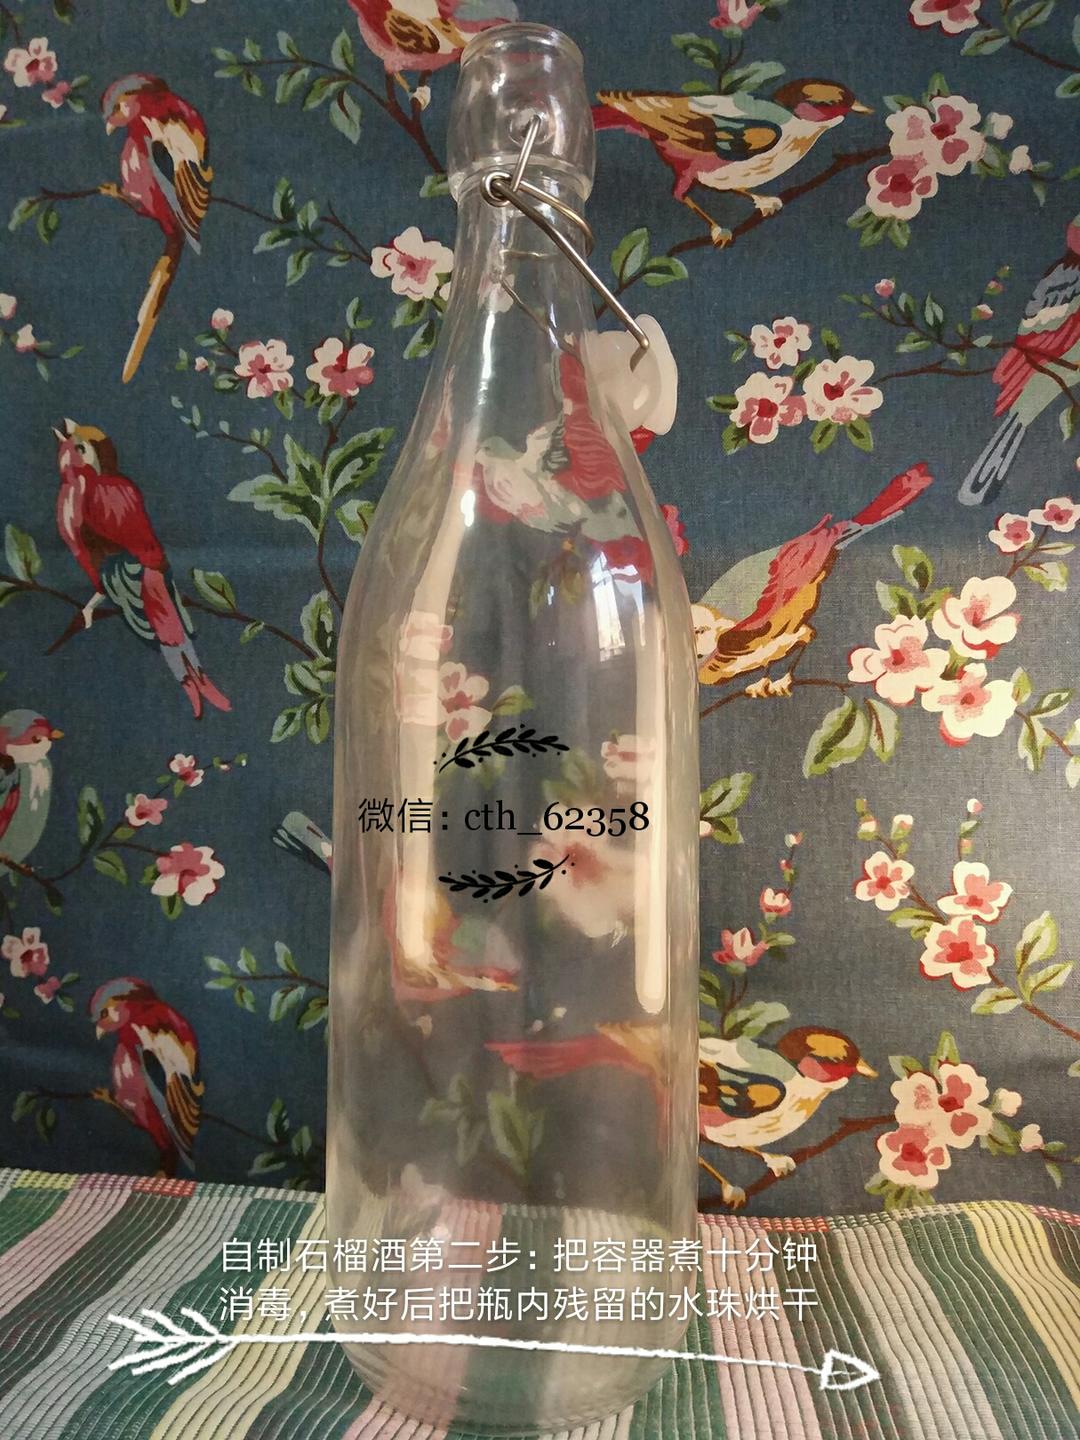 微信：cth_62358
自制石榴酒第二步：把容器煮十分钟
消毒，煮好后把瓶内残留的水珠烘干